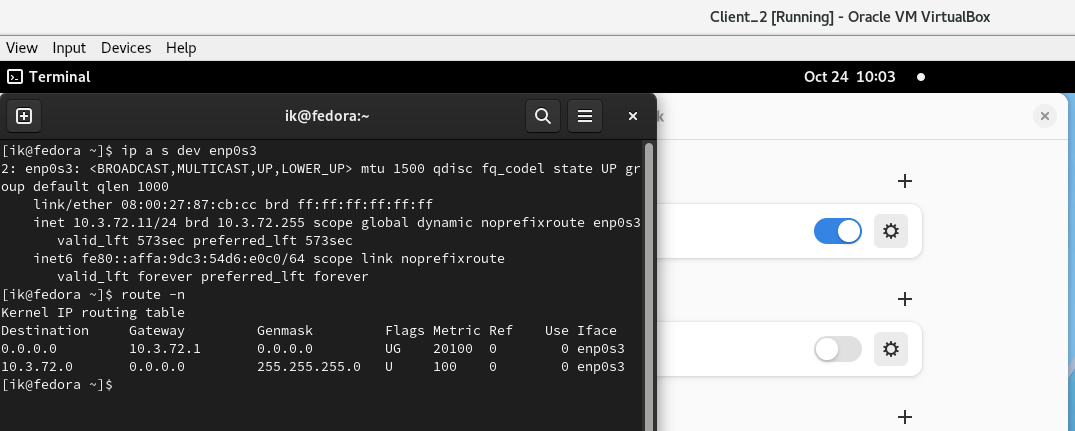 Client_2 [Running] - Oracle VM VirtualBox
View Input Devices Help
Terminal Oct 24 10:03
ik@fedora:~
k
[ik@fedora ~]$ ip a s dev enp0s3
2: enp0s3: <BROADCAST,MULTICAST,UP,LOWER_UP> mtu 1500 qdisc fq_codel state UP gr
oup default qlen 1000
    link/ether 08:00:27:87:cb:cc brd ff:ff:ff:ff:ff:ff
    inet 10.3.72.11/24 brd 10.3.72.255 scope global dynamic noprefixroute enp0s3
       valid_lft 573sec preferred_lft 573sec
    inet6 fe80::affa:9dc3:54d6:e0c0/64 scope link noprefixroute
       valid_lft forever preferred_lft forever
[ik@fedora ~]$ route -n
Kernel IP routing table
Destination     Gateway         Genmask         Flags Metric Ref    Use Iface
0.0.0.0         10.3.72.1       0.0.0.0         UG    20100  0        0 enp0s3
10.3.72.0       0.0.0.0         255.255.255.0   U     100    0        0 enp0s3
[ik@fedora ~]$